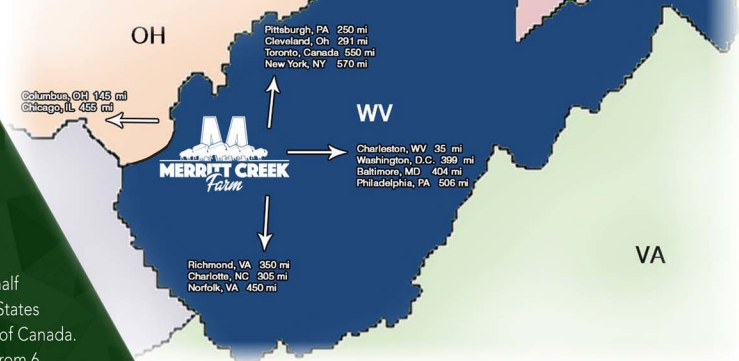 OH
Pittsburgh, PA 250 mi
Cleveland, Oh 291 mi
Toronto, Canada 550 mi
New York, NY 570 mi
Columbus, OH 145 mi
Chicago, IL 455 mi
WV
MERRITT CREEK
Farm
Charleston, WV 35 mi
Washington, D.C. 399 mi
Baltimore, MD 404 mi
Philadelphia, PA 506 mi
Richmond, VA 350 mi
Charlotte, NC 305 mi
Norfolk, VA 450 mi
VA
half
States
of Canada.
from 6